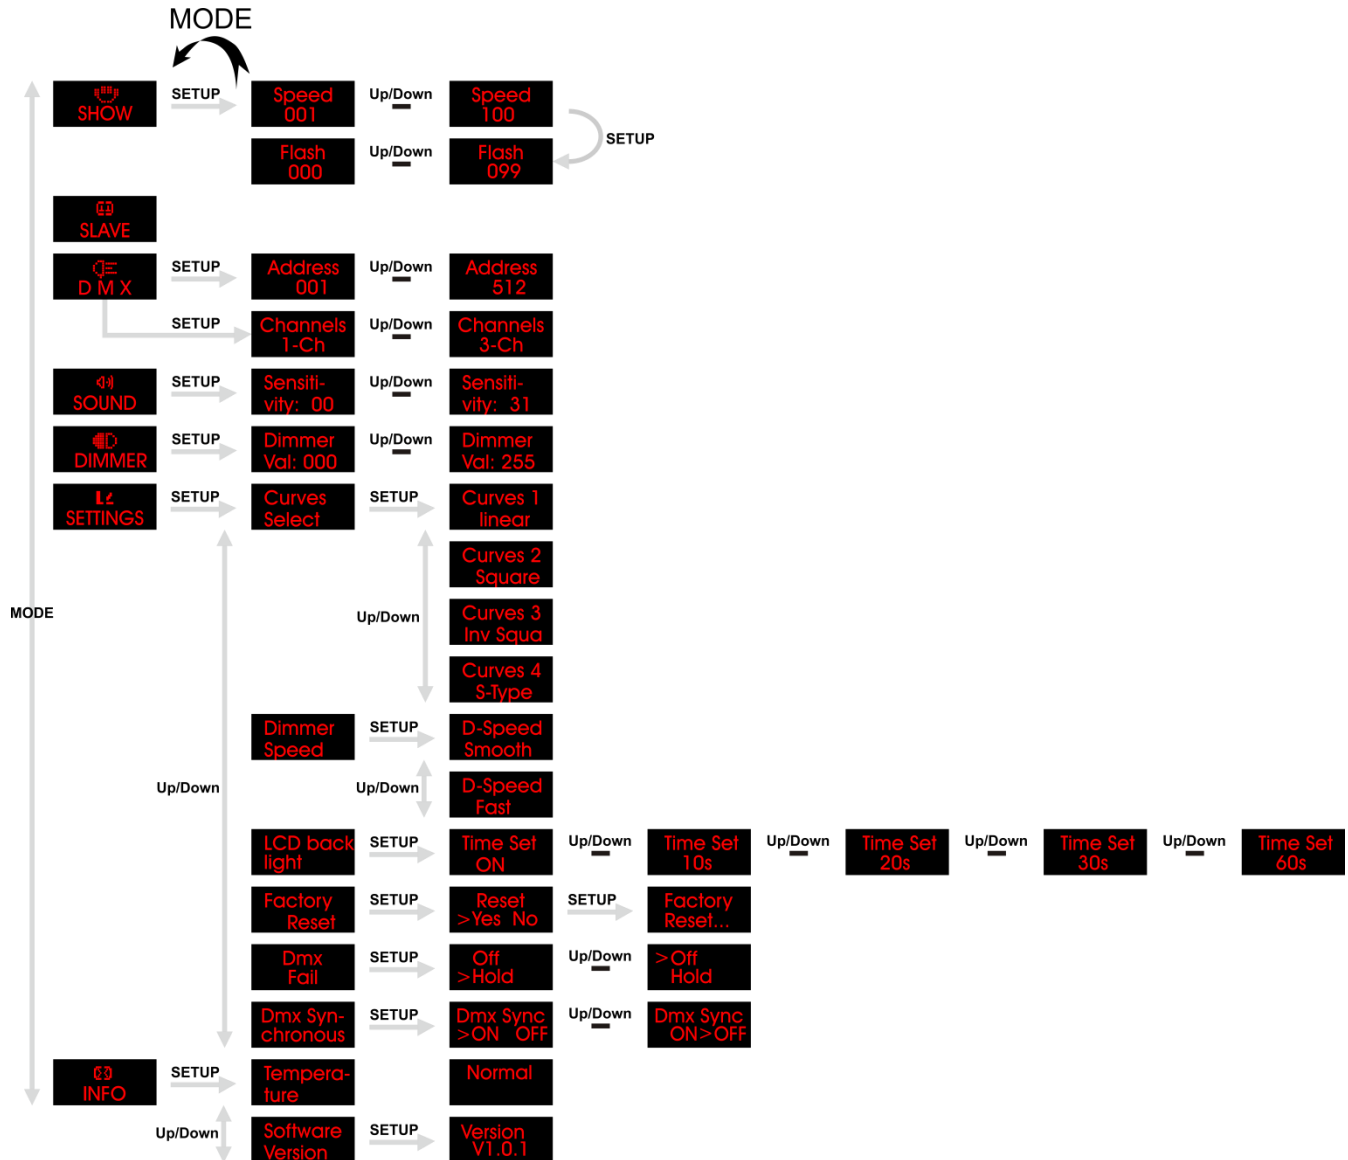 MODE
SHOW
SETUP
Speed
001
Up/Down
Speed
100
SETUP
Flash
000
Up/Down
Flash
099
SLAVE
D M X
SETUP
Address
001
Up/Down
Address
512
SETUP
Channels
1-Ch
Up/Down
Channels
3-Ch
SOUND
SETUP
Sensiti-
vity: 00
Up/Down
Sensiti-
vity: 31
DIMMER
SETUP
Dimmer
Val: 000
Up/Down
Dimmer
Val: 255
SETTINGS
SETUP
Curves
Select
SETUP
Curves 1
linear
Curves 2
Square
MODE
Up/Down
Curves 3
Inv Squa
Curves 4
S-Type
Dimmer
Speed
SETUP
D-Speed
Smooth
Up/Down
Up/Down
D-Speed
Fast
LCD back
light
SETUP
Time Set
ON
Up/Down
Time Set
10s
Up/Down
Time Set
20s
Up/Down
Time Set
30s
Up/Down
Time Set
60s
Factory
Reset
SETUP
Reset
>Yes No
SETUP
Factory
Reset...
Dmx
Fail
SETUP
Off
>Hold
Up/Down
>Off
Hold
Dmx Syn-
chronous
SETUP
Dmx Sync
>ON OFF
Up/Down
Dmx Sync
ON>OFF
INFO
SETUP
Tempera-
ture
Normal
Up/Down
Software
Version
SETUP
Version
V1.0.1